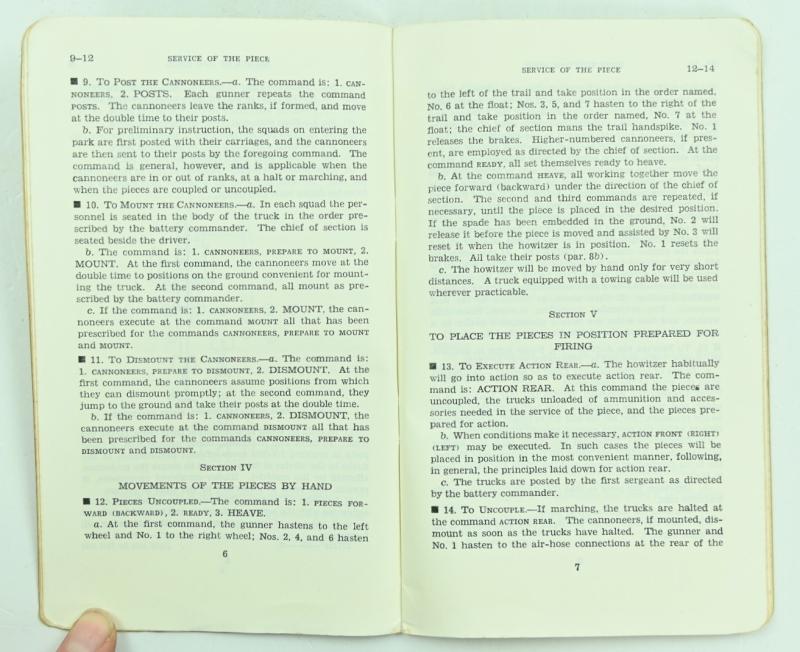 9–12 SERVICE OF THE PIECE
■ 9. To Post the Cannoneers.—a. The command is: 1. CAN-
NONEERS, 2. POSTS. Each gunner repeats the command
POSTS. The cannoneers leave the ranks, if formed, and move
at the double time to their posts.
b. For preliminary instruction, the squads on entering the
park are first posted with their carriages, and the cannoneers
are then sent to their posts by the foregoing command. The
command is general, however, and is applicable when the
cannoneers are in or out of ranks, at a halt or marching, and
when the pieces are coupled or uncoupled.
■ 10. To Mount the Cannoneers.—a. In each squad the per-
sonnel is seated in the body of the truck in the order pre-
scribed by the battery commander. The chief of section is
seated beside the driver.
b. The command is: 1. CANNONEERS, PREPARE TO MOUNT, 2.
MOUNT. At the first command, the cannoneers move at the
double time to positions on the ground convenient for mount-
ing the truck. At the second command, all mount as pre-
scribed by the battery commander.
c. If the command is: 1. CANNONEERS, 2. MOUNT, the can-
noneers execute at the command MOUNT all that has been
prescribed for the commands CANNONEERS, PREPARE TO MOUNT
and MOUNT.
■ 11. To Dismount the Cannoneers.—a. The command is:
1. CANNONEERS, PREPARE TO DISMOUNT, 2. DISMOUNT. At the
first command, the cannoneers assume positions from which
they can dismount promptly; at the second command, they
jump to the ground and take their posts at the double time.
b. If the command is: 1. CANNONEERS, 2. DISMOUNT, the
cannoneers execute at the command DISMOUNT all that has
been prescribed for the commands CANNONEERS, PREPARE TO
DISMOUNT and DISMOUNT.
Section IV
MOVEMENTS OF THE PIECES BY HAND
■ 12. Pieces Uncoupled.—The command is: 1. PIECES FOR-
WARD (BACKWARD), 2. READY, 3. HEAVE.
a. At the first command, the gunner hastens to the left
wheel and No. 1 to the right wheel; Nos. 2, 4, and 6 hasten
6
SERVICE OF THE PIECE 12–14
to the left of the trail and take position in the order named,
No. 6 at the float; Nos. 3, 5, and 7 hasten to the right of the
trail and take position in the order named, No. 7 at the
float; the chief of section mans the trail handspike. No. 1
releases the brakes. Higher-numbered cannoneers, if pres-
ent, are employed as directed by the chief of section. At the
command READY, all set themselves ready to heave.
b. At the command HEAVE, all working together move the
piece forward (backward) under the direction of the chief of
section. The second and third commands are repeated, if
necessary, until the piece is placed in the desired position.
If the spade has been embedded in the ground, No. 2 will
release it before the piece is moved and assisted by No. 3 will
reset it when the howitzer is in position. No. 1 resets the
brakes. All take their posts (par. 8b).
c. The howitzer will be moved by hand only for very short
distances. A truck equipped with a towing cable will be used
wherever practicable.
Section V
TO PLACE THE PIECES IN POSITION PREPARED FOR
FIRING
■ 13. To Execute Action Rear.—a. The howitzer habitually
will go into action so as to execute action rear. The com-
mand is: ACTION REAR. At this command the pieces are
uncoupled, the trucks unloaded of ammunition and acces-
sories needed in the service of the piece, and the pieces pre-
pared for action.
b. When conditions make it necessary, ACTION FRONT (RIGHT)
(LEFT) may be executed. In such cases the pieces will be
placed in position in the most convenient manner, following,
in general, the principles laid down for action rear.
c. The trucks are posted by the first sergeant as directed
by the battery commander.
■ 14. To Uncouple.—If marching, the trucks are halted at
the command ACTION REAR. The cannoneers, if mounted, dis-
mount as soon as the trucks have halted. The gunner and
No. 1 hasten to the air-hose connections at the rear of the
7